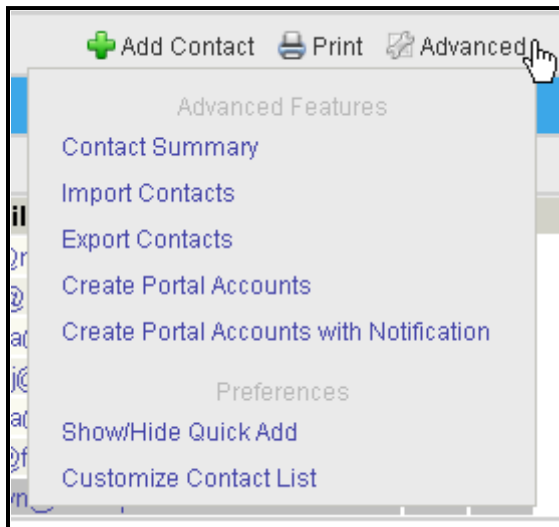 Add Contact Print Advanced
Advanced Features
Contact Summary
Import Contacts
Export Contacts
Create Portal Accounts
Create Portal Accounts with Notification
Preferences
Show/Hide Quick Add
Customize Contact List